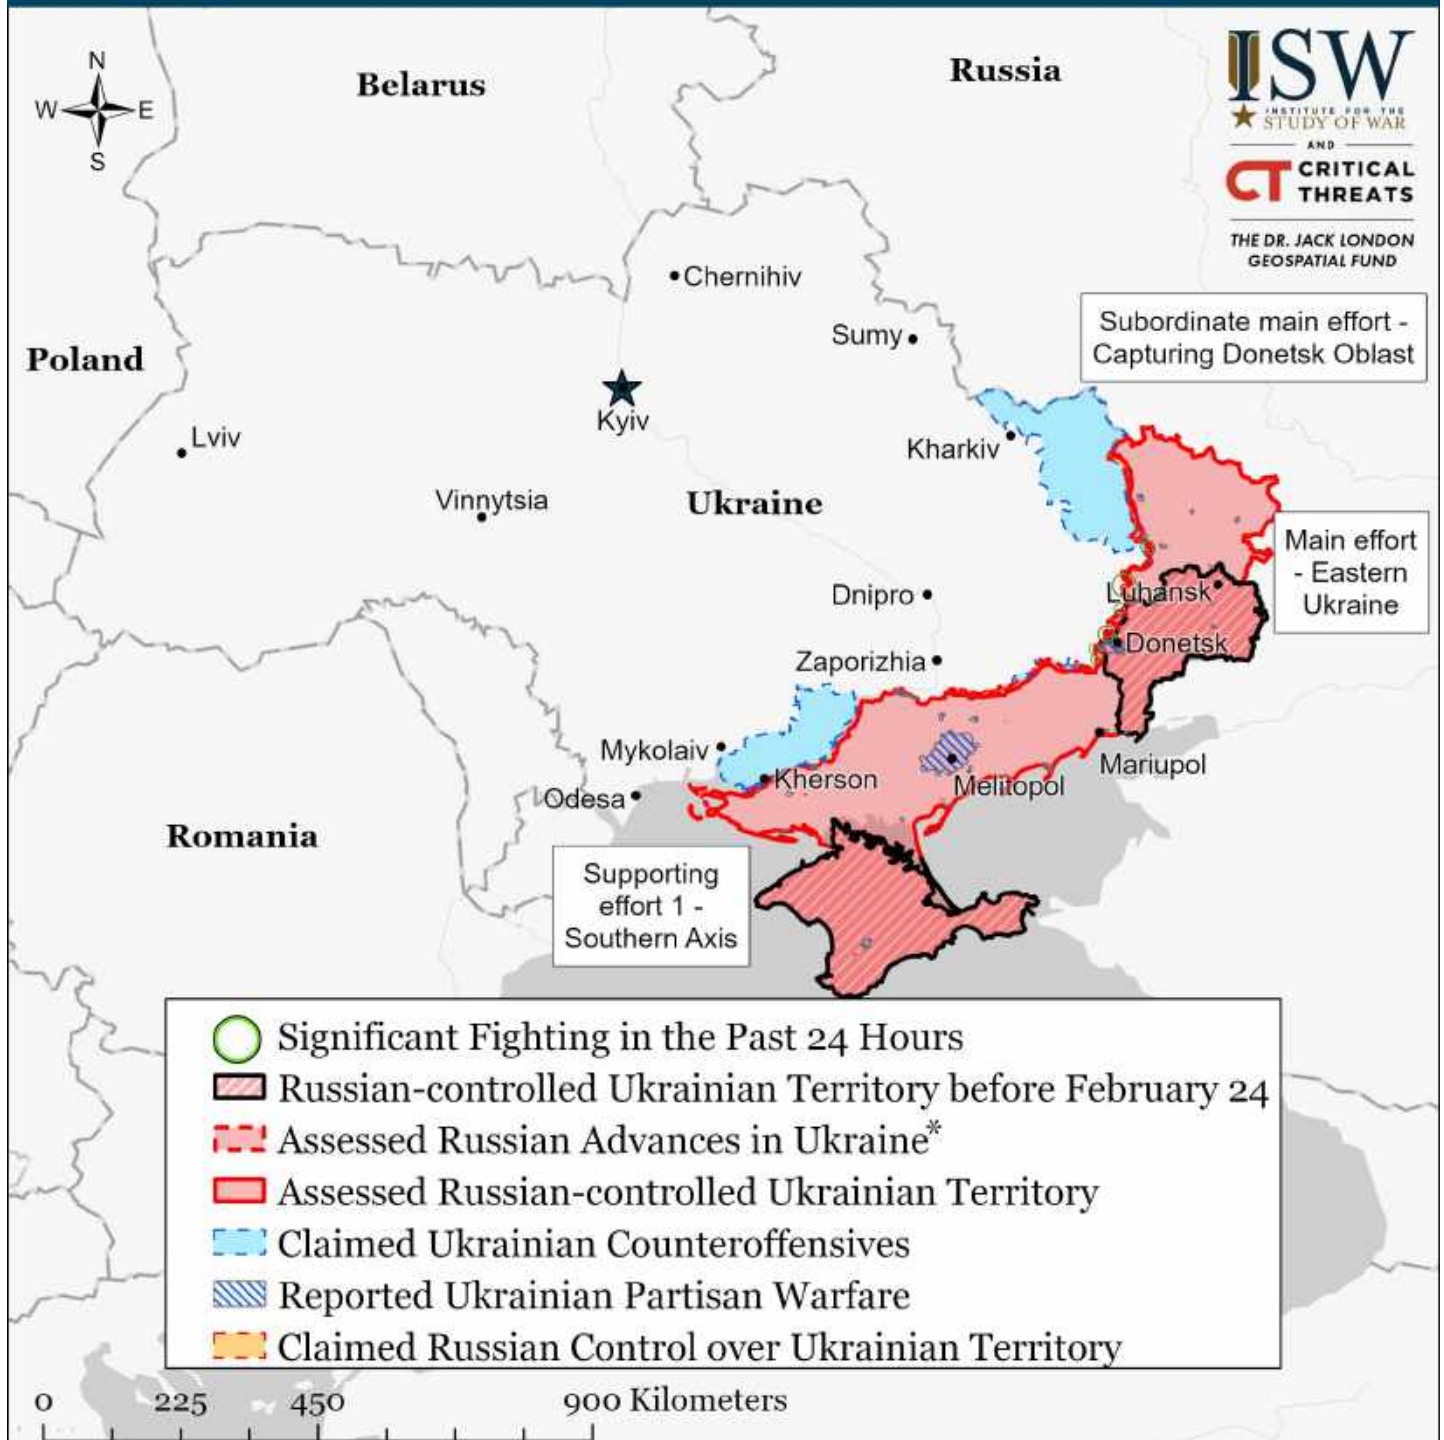 N
W E
S
Belarus
Russia
ISW
INSTITUTE FOR THE
STUDY OF WAR
AND
CT CRITICAL
THREATS
THE DR. JACK LONDON
GEOSPATIAL FUND
Chernihiv
Subordinate main effort -
Capturing Donetsk Oblast
Sumy
Poland
Kyiv
Lviv
Kharkiv
Vinnytsia
Ukraine
Main effort
- Eastern
Ukraine
Dnipro
Luhansk
Donetsk
Zaporizhia
Mykolaiv
Mariupol
Kherson
Melitopol
Odesa
Romania
Supporting
effort 1 -
Southern Axis
Significant Fighting in the Past 24 Hours
Russian-controlled Ukrainian Territory before February 24
Assessed Russian Advances in Ukraine*
Assessed Russian-controlled Ukrainian Territory
Claimed Ukrainian Counteroffensives
Reported Ukrainian Partisan Warfare
Claimed Russian Control over Ukrainian Territory
0 225 450 900 Kilometers